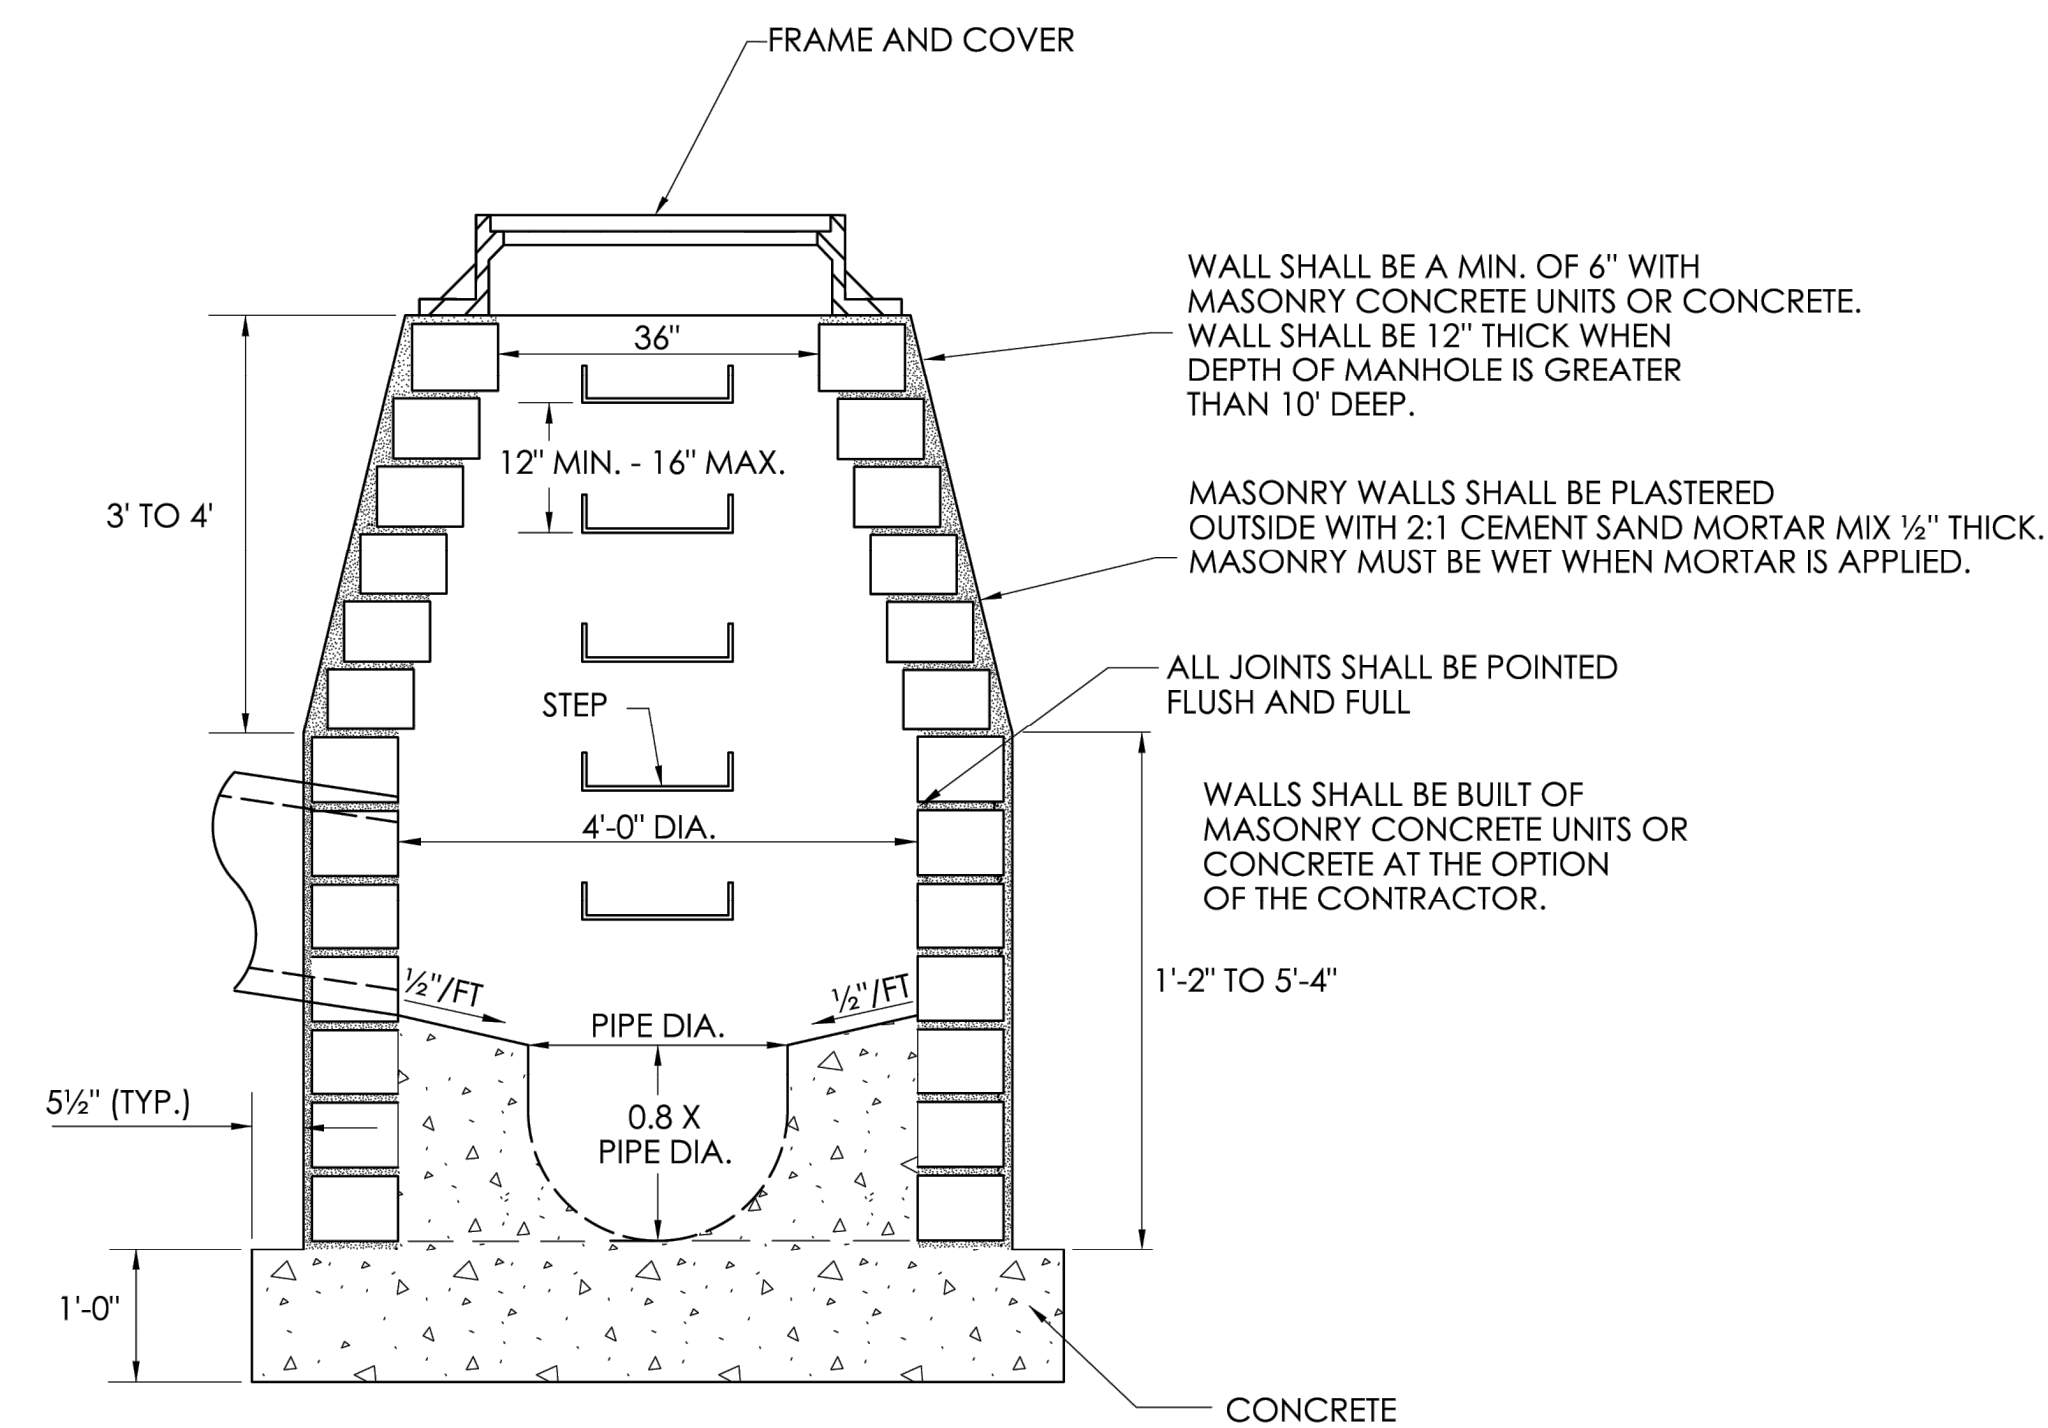 FRAME AND COVER
WALL SHALL BE A MIN. OF 6" WITH
MASONRY CONCRETE UNITS OR CONCRETE.
WALL SHALL BE 12" THICK WHEN
DEPTH OF MANHOLE IS GREATER
THAN 10' DEEP.
36"
12" MIN. - 16" MAX.
3' TO 4'
MASONRY WALLS SHALL BE PLASTERED
OUTSIDE WITH 2:1 CEMENT SAND MORTAR MIX ½" THICK.
MASONRY MUST BE WET WHEN MORTAR IS APPLIED.
ALL JOINTS SHALL BE POINTED
FLUSH AND FULL
STEP
WALLS SHALL BE BUILT OF
MASONRY CONCRETE UNITS OR
CONCRETE AT THE OPTION
OF THE CONTRACTOR.
4'-0" DIA.
½"/FT
½"/FT
1'-2" TO 5'-4"
PIPE DIA.
5½" (TYP.)
0.8 X
PIPE DIA.
1'-0"
CONCRETE